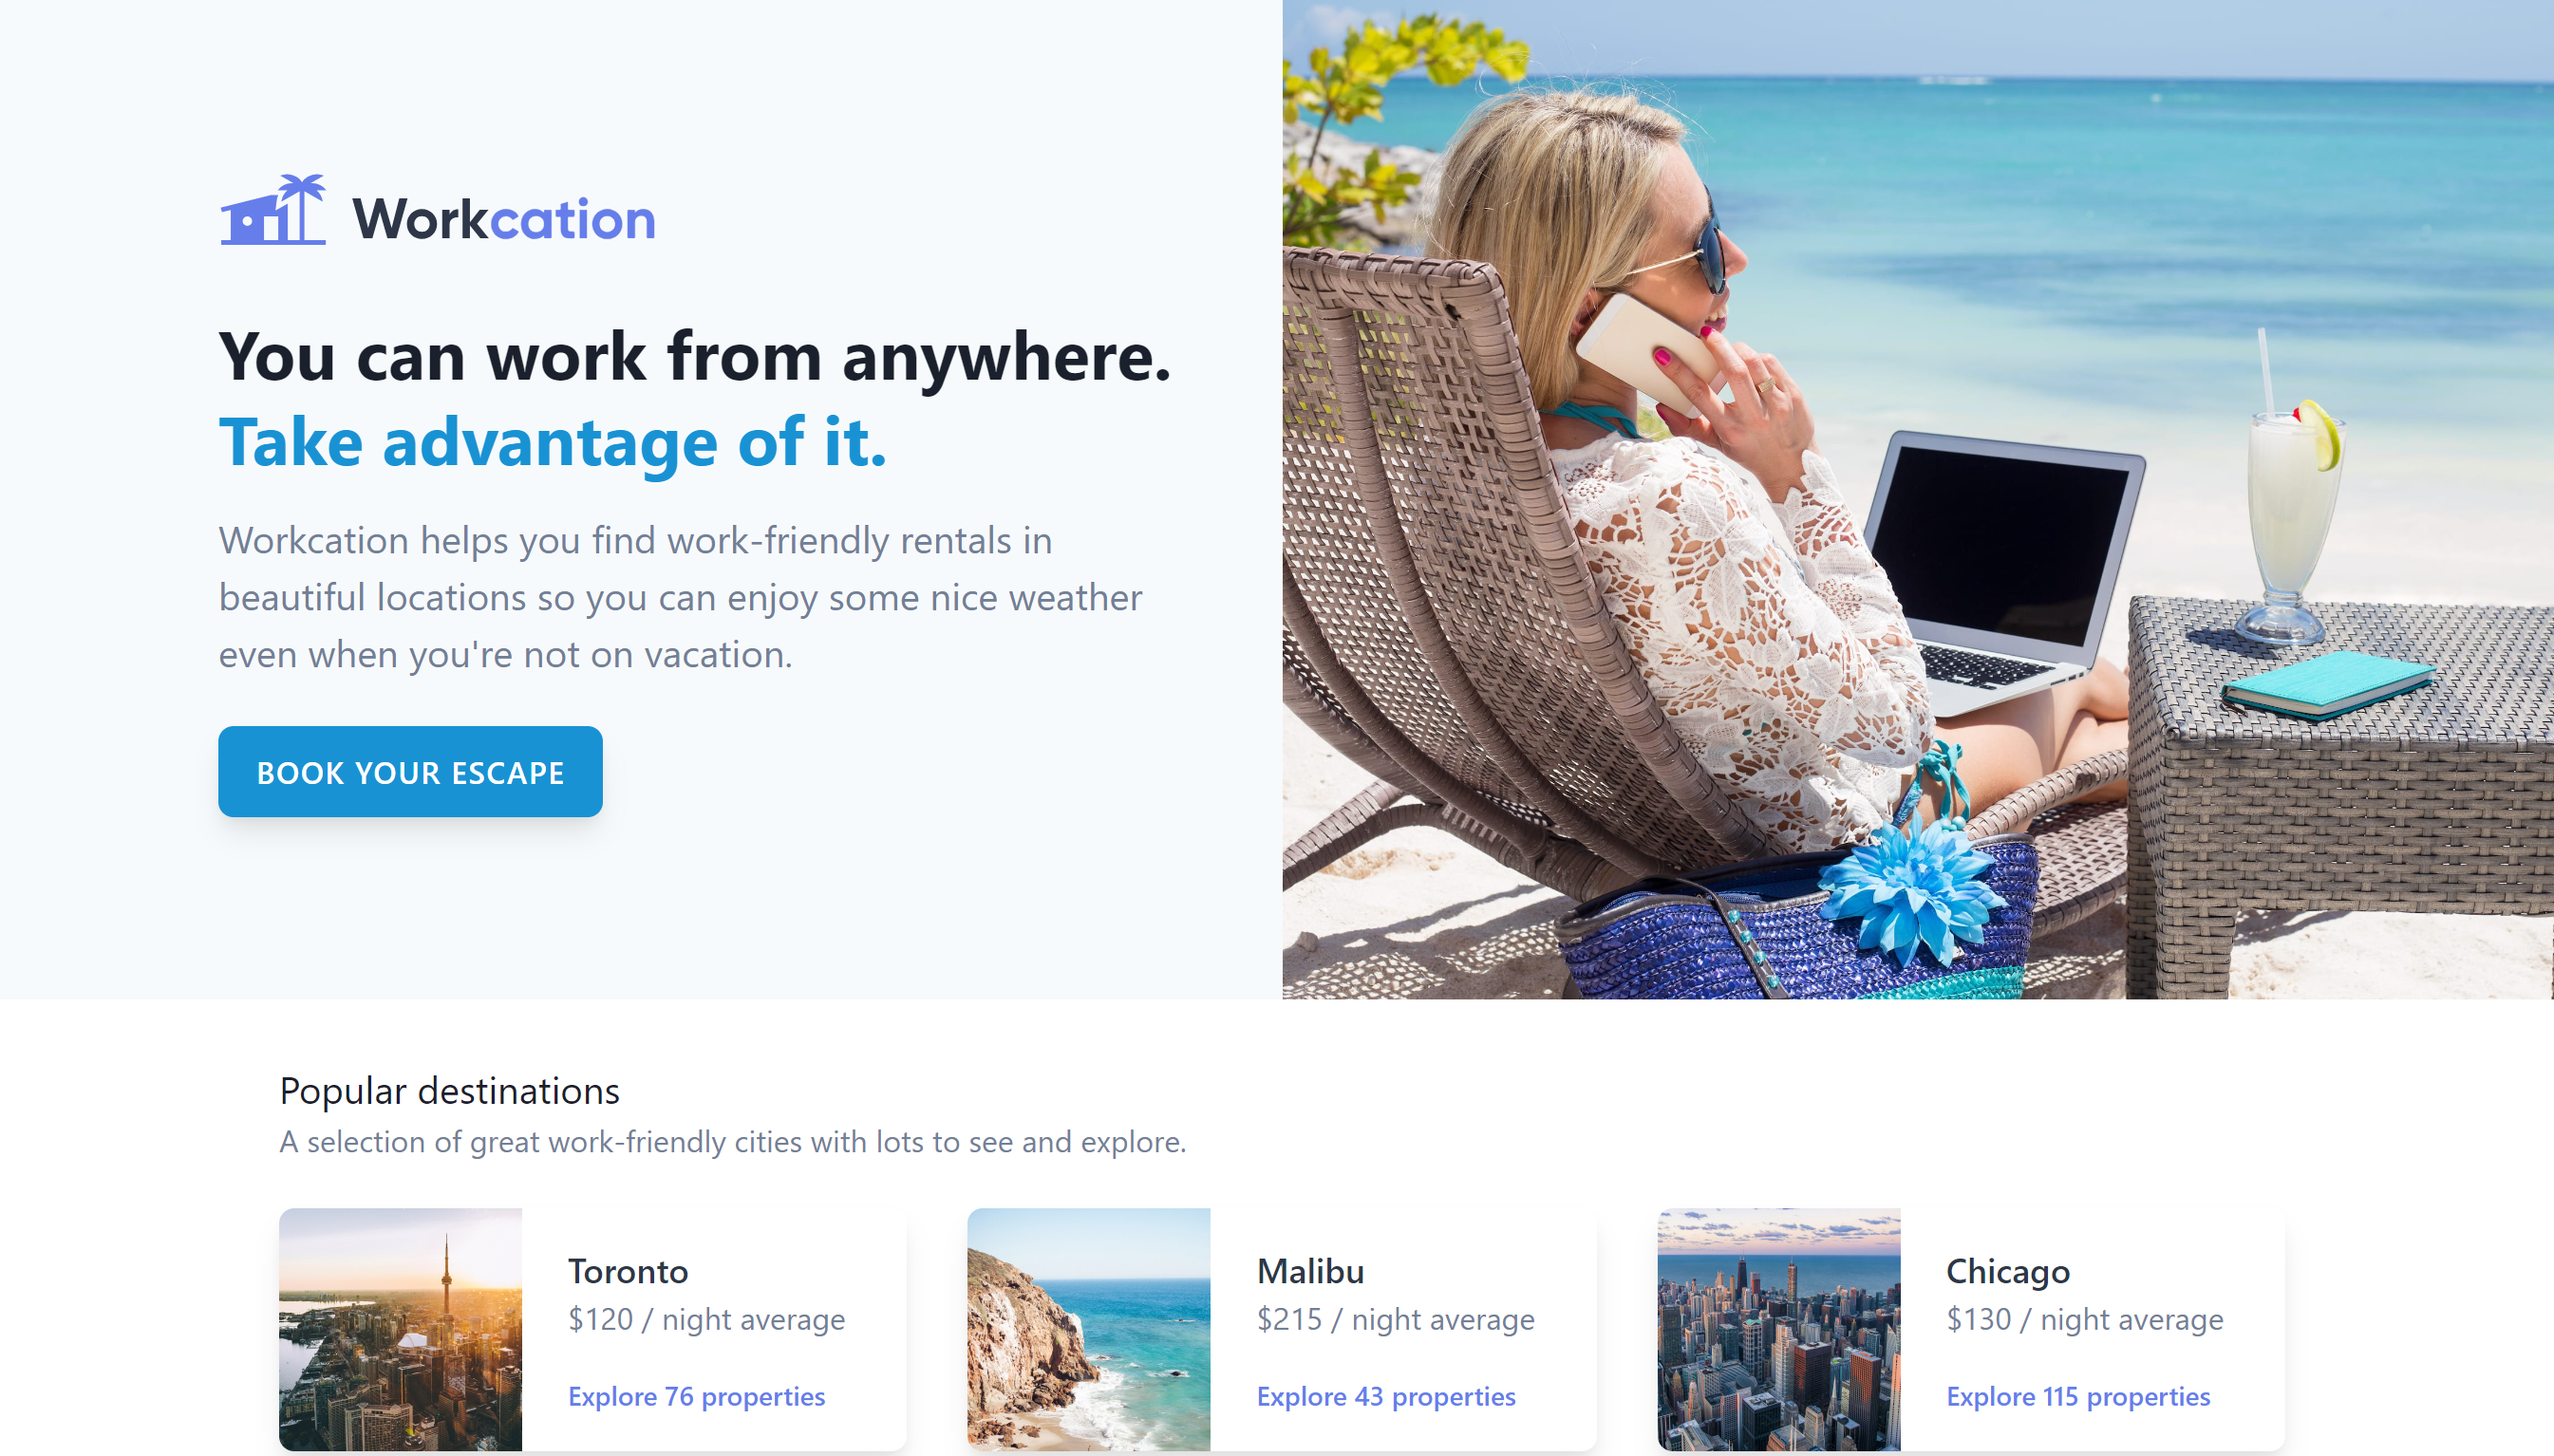 Workcation
You can work from anywhere.
Take advantage of it.
Workcation helps you find work-friendly rentals in
beautiful locations so you can enjoy some nice weather
even when you're not on vacation.
BOOK YOUR ESCAPE
Popular destinations
A selection of great work-friendly cities with lots to see and explore.
Toronto
$120 / night average
Explore 76 properties
Malibu
$215 / night average
Explore 43 properties
Chicago
$130 / night average
Explore 115 properties